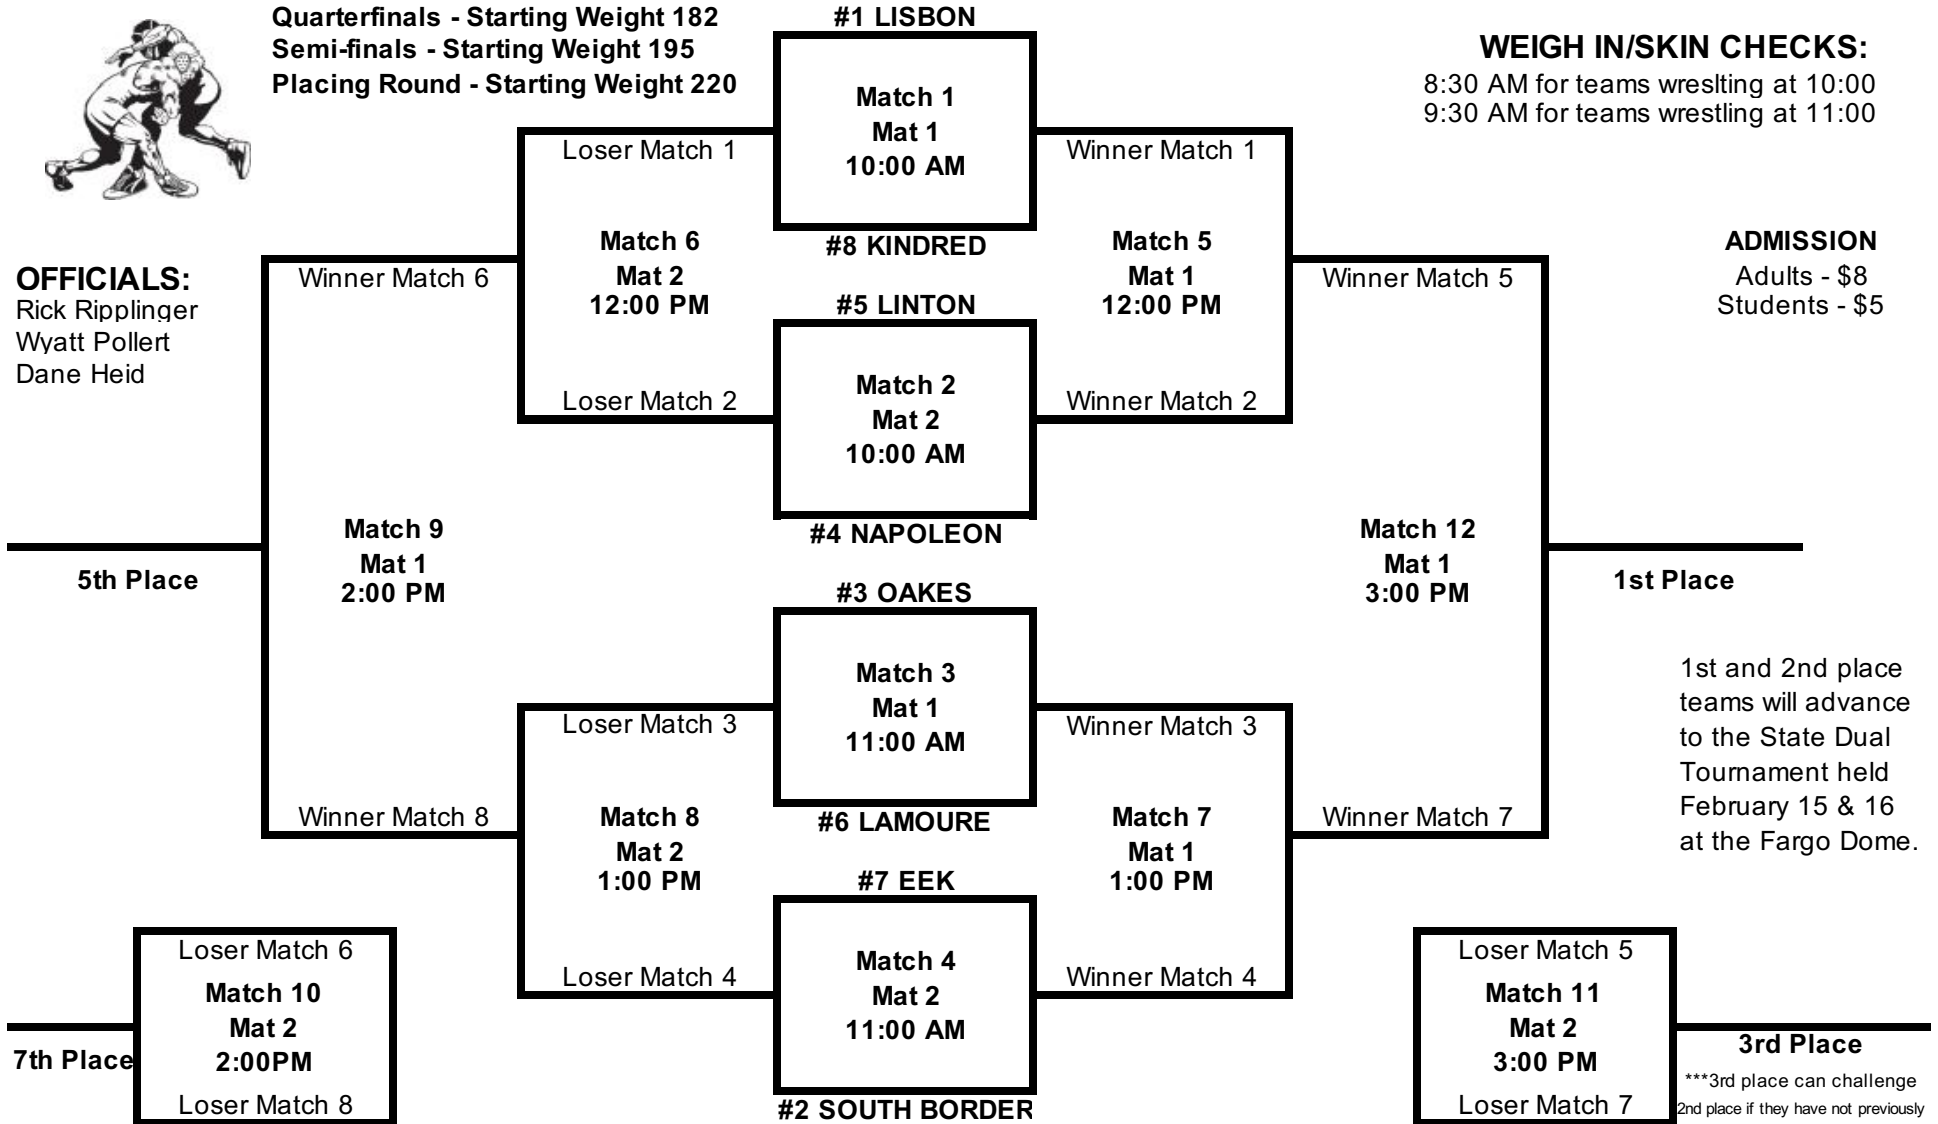 Quarterfinals - Starting Weight 182
Semi-finals - Starting Weight 195
Placing Round - Starting Weight 220
WEIGH IN/SKIN CHECKS:
8:30 AM for teams wreslting at 10:00
9:30 AM for teams wrestling at 11:00
ADMISSION
Adults - $8
Students - $5
OFFICIALS:
Rick Ripplinger
Wyatt Pollert
Dane Heid
#1 LISBON
Match 1
Mat 1
10:00 AM
#8 KINDRED
#5 LINTON
Match 2
Mat 2
10:00 AM
#4 NAPOLEON
#3 OAKES
Match 3
Mat 1
11:00 AM
#6 LAMOURE
#7 EEK
Match 4
Mat 2
11:00 AM
#2 SOUTH BORDER
Loser Match 1
Match 6
Mat 2
12:00 PM
Loser Match 2
Winner Match 1
Match 5
Mat 1
12:00 PM
Winner Match 2
Loser Match 3
Match 8
Mat 2
1:00 PM
Loser Match 4
Winner Match 3
Match 7
Mat 1
1:00 PM
Winner Match 4
Winner Match 6
Match 9
Mat 1
2:00 PM
Winner Match 8
5th Place
Winner Match 5
Match 12
Mat 1
3:00 PM
Winner Match 7
1st Place
1st and 2nd place
teams will advance
to the State Dual
Tournament held
February 15 & 16
at the Fargo Dome.
Loser Match 6
Match 10
Mat 2
2:00PM
Loser Match 8
7th Place
Loser Match 5
Match 11
Mat 2
3:00 PM
Loser Match 7
3rd Place
***3rd place can challenge
2nd place if they have not previously